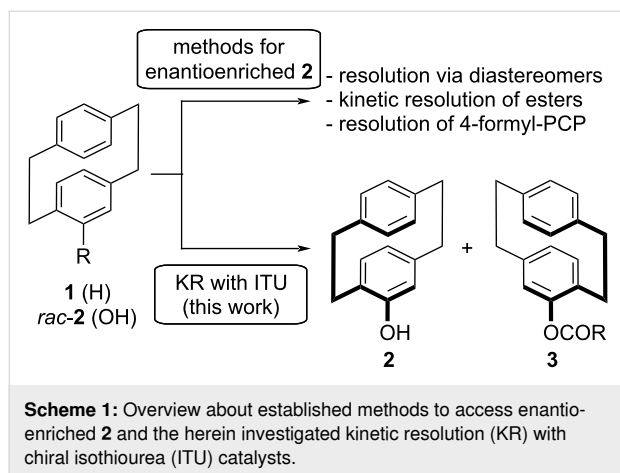 methods for
enantioenriched 2
- resolution via diastereomers
- kinetic resolution of esters
- resolution of 4-formyl-PCP
R
1 (H)
rac-2 (OH)
KR with ITU
(this work)
OH
2
+
OCOR
3
Scheme 1: Overview about established methods to access enantio-
enriched 2 and the herein investigated kinetic resolution (KR) with
chiral isothiourea (ITU) catalysts.